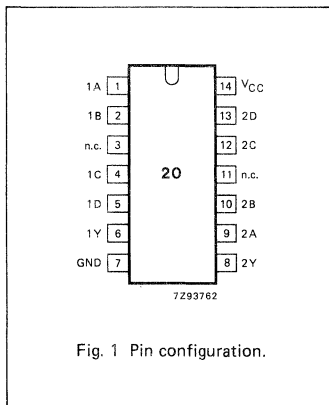 1A 1 14 VCC
1B 2 13 2D
n.c. 3 12 2C
1C 4 20 11 n.c.
1D 5 10 2B
1Y 6 9 2A
GND 7 8 2Y
7Z93762
Fig. 1 Pin configuration.